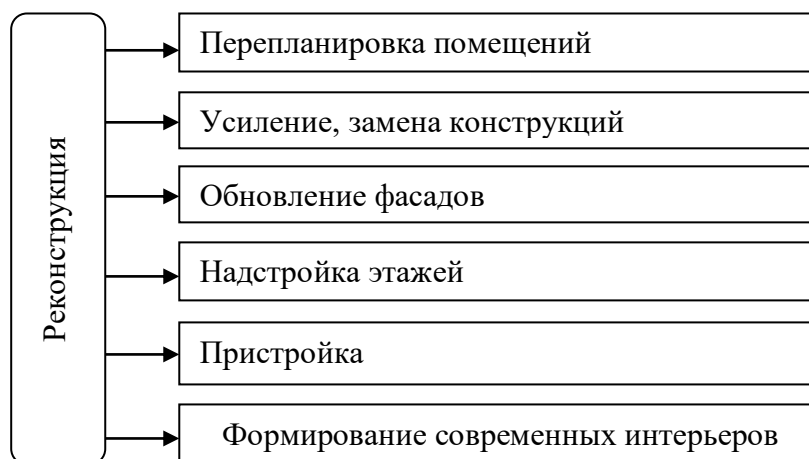 Реконструкция
Перепланировка помещений
Усиление, замена конструкций
Обновление фасадов
Надстройка этажей
Пристройка
Формирование современных интерьеров